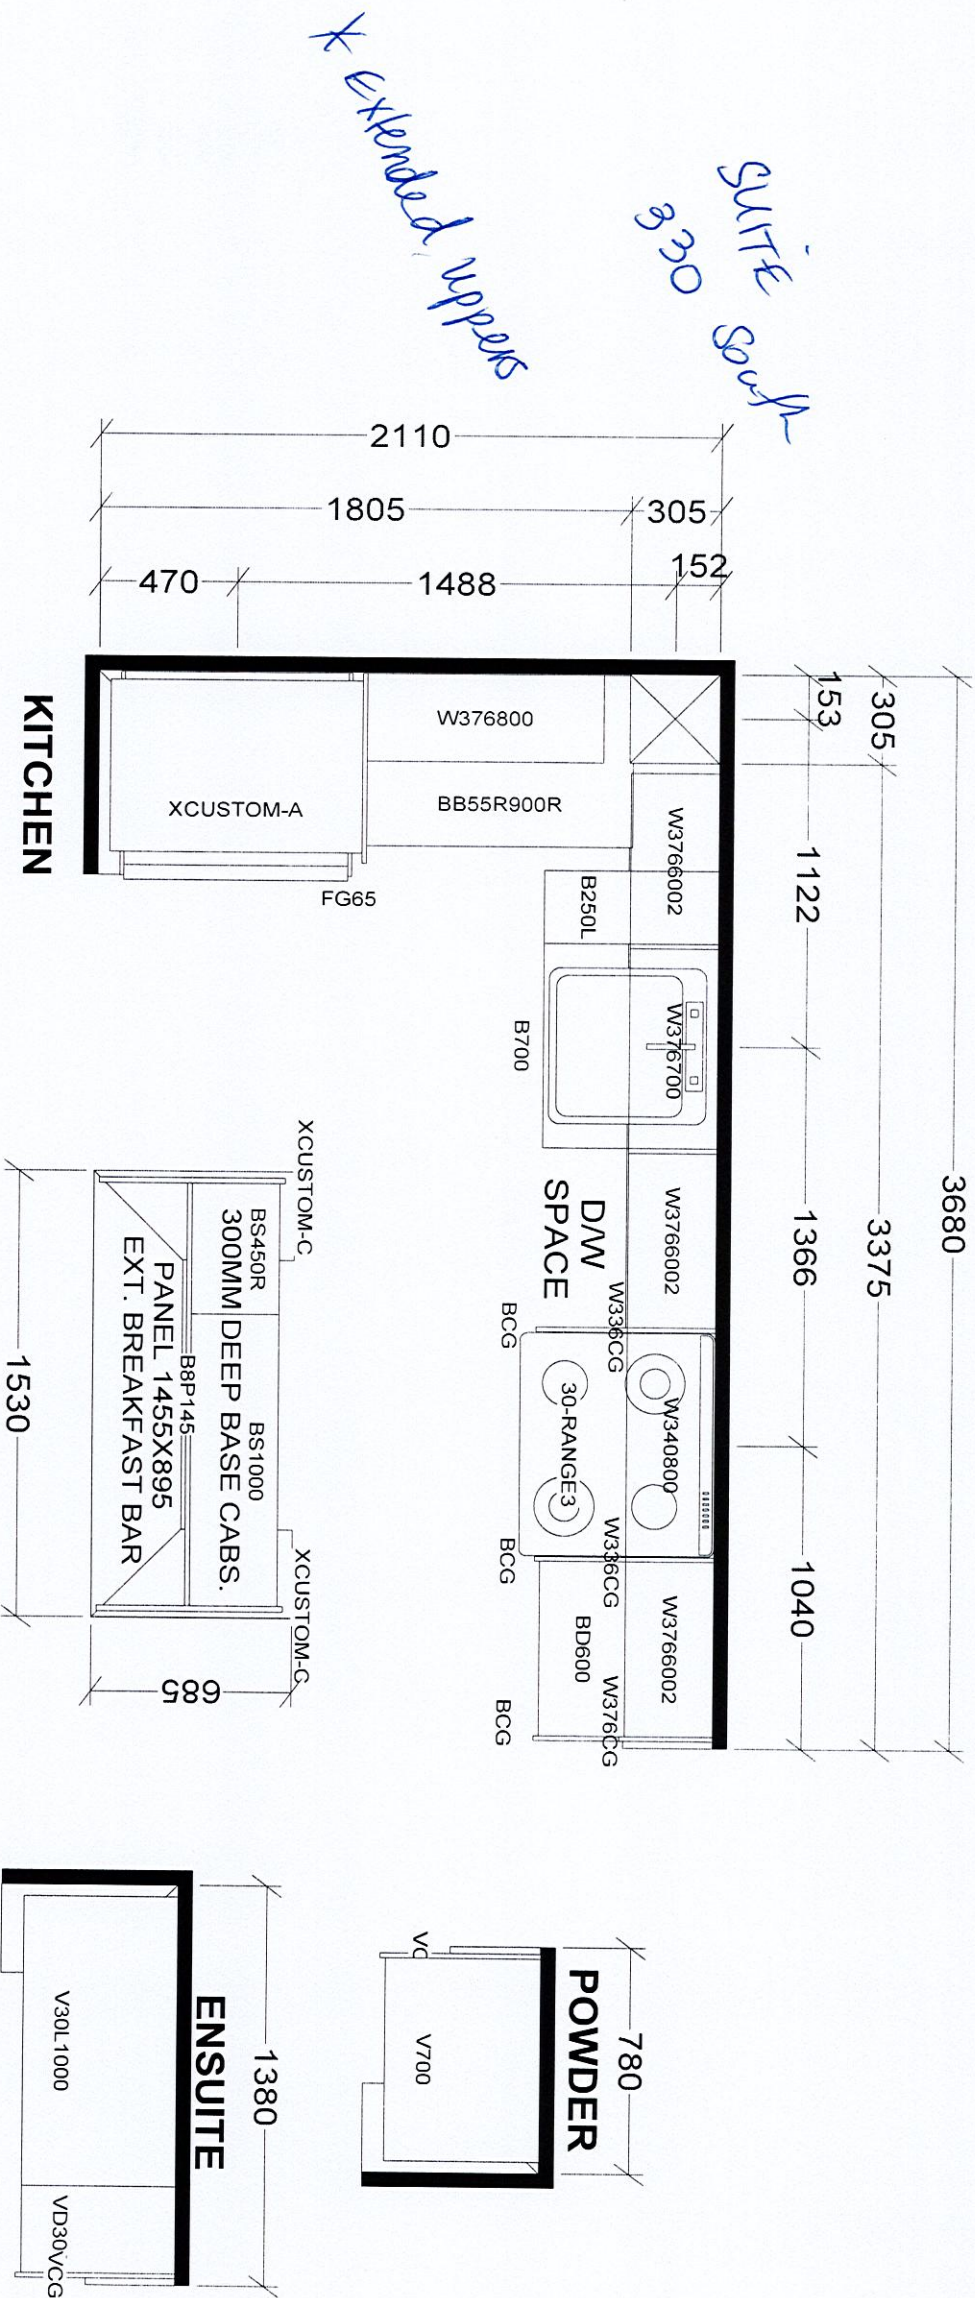 * Extended uppers
SUITE
330 South
2110
1805
305
470
1488
152
3680
305
3375
153
1122
1366
1040
W376800
BB55R900R
XCUSTOM-A
FG65
W3766002
B250L
W376700
B700
W3766002
D/W
SPACE
W336CG
BCG
W340800
30-RANGE3
W336CG
BCG
W3766002
BD600
W376CG
BCG
KITCHEN
XCUSTOM-C
XCUSTOM-C
BS450R
BS1000
300MM DEEP BASE CABS.
B8P145
PANEL 1455X895
EXT. BREAKFAST BAR
1530
685
780
POWDER
VC
V700
1380
ENSUITE
V30L1000
VD30VCG